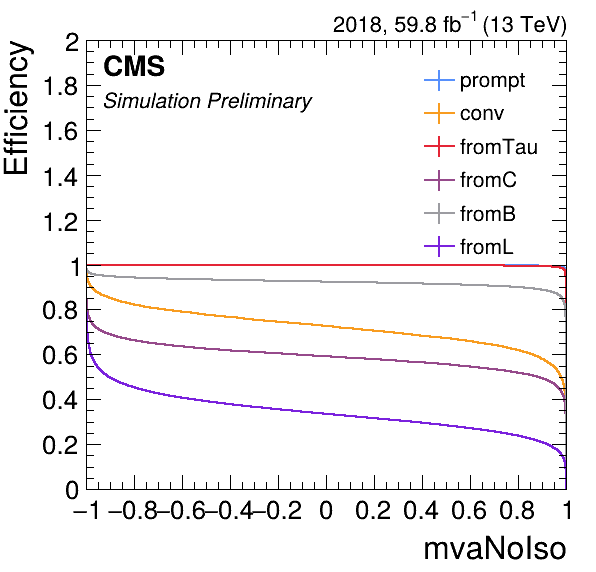 2018, 59.8 fb⁻¹ (13 TeV)
CMS
Simulation Preliminary
prompt
conv
fromTau
fromC
fromB
fromL
Efficiency
2
1.8
1.6
1.4
1.2
1
0.8
0.6
0.4
0.2
0
−1 −0.8 −0.6 −0.4 −0.2 0 0.2 0.4 0.6 0.8 1
mvaNoIso